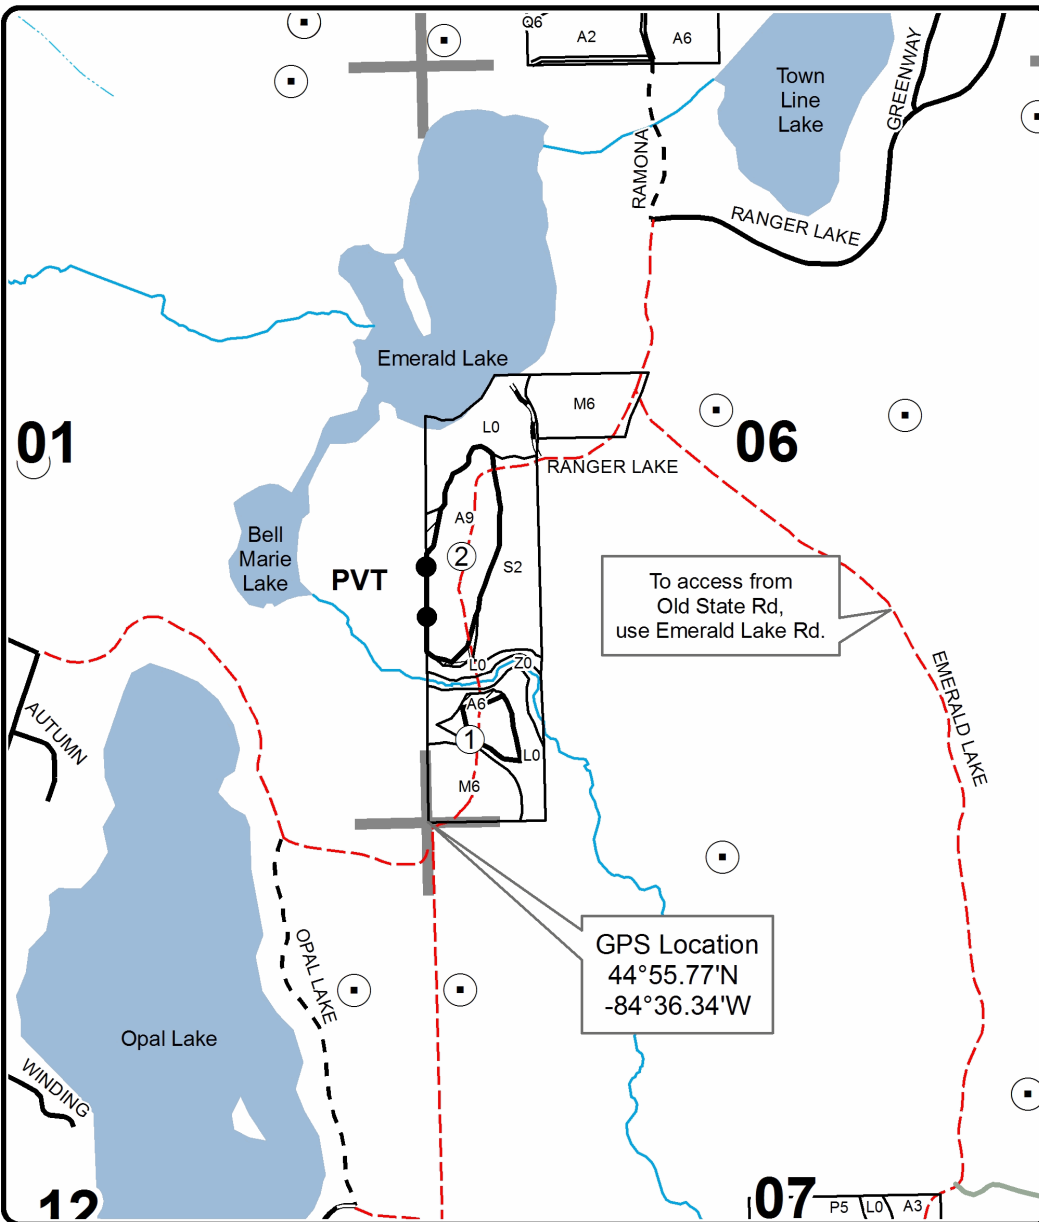 Q6
A2
A6
Town
Line
Lake
GREENWAY
RAMONA
RANGER LAKE
Emerald Lake
M6
L0
01
06
RANGER LAKE
A9
Bell
Marie
Lake
2
PVT
S2
To access from
Old State Rd,
use Emerald Lake Rd.
L0
Z0
EMERALD LAKE
A6
AUTUMN
1
L0
M6
GPS Location
44°55.77'N
-84°36.34'W
OPAL LAKE
Opal Lake
WINDING
12
07
P5
L0
A3